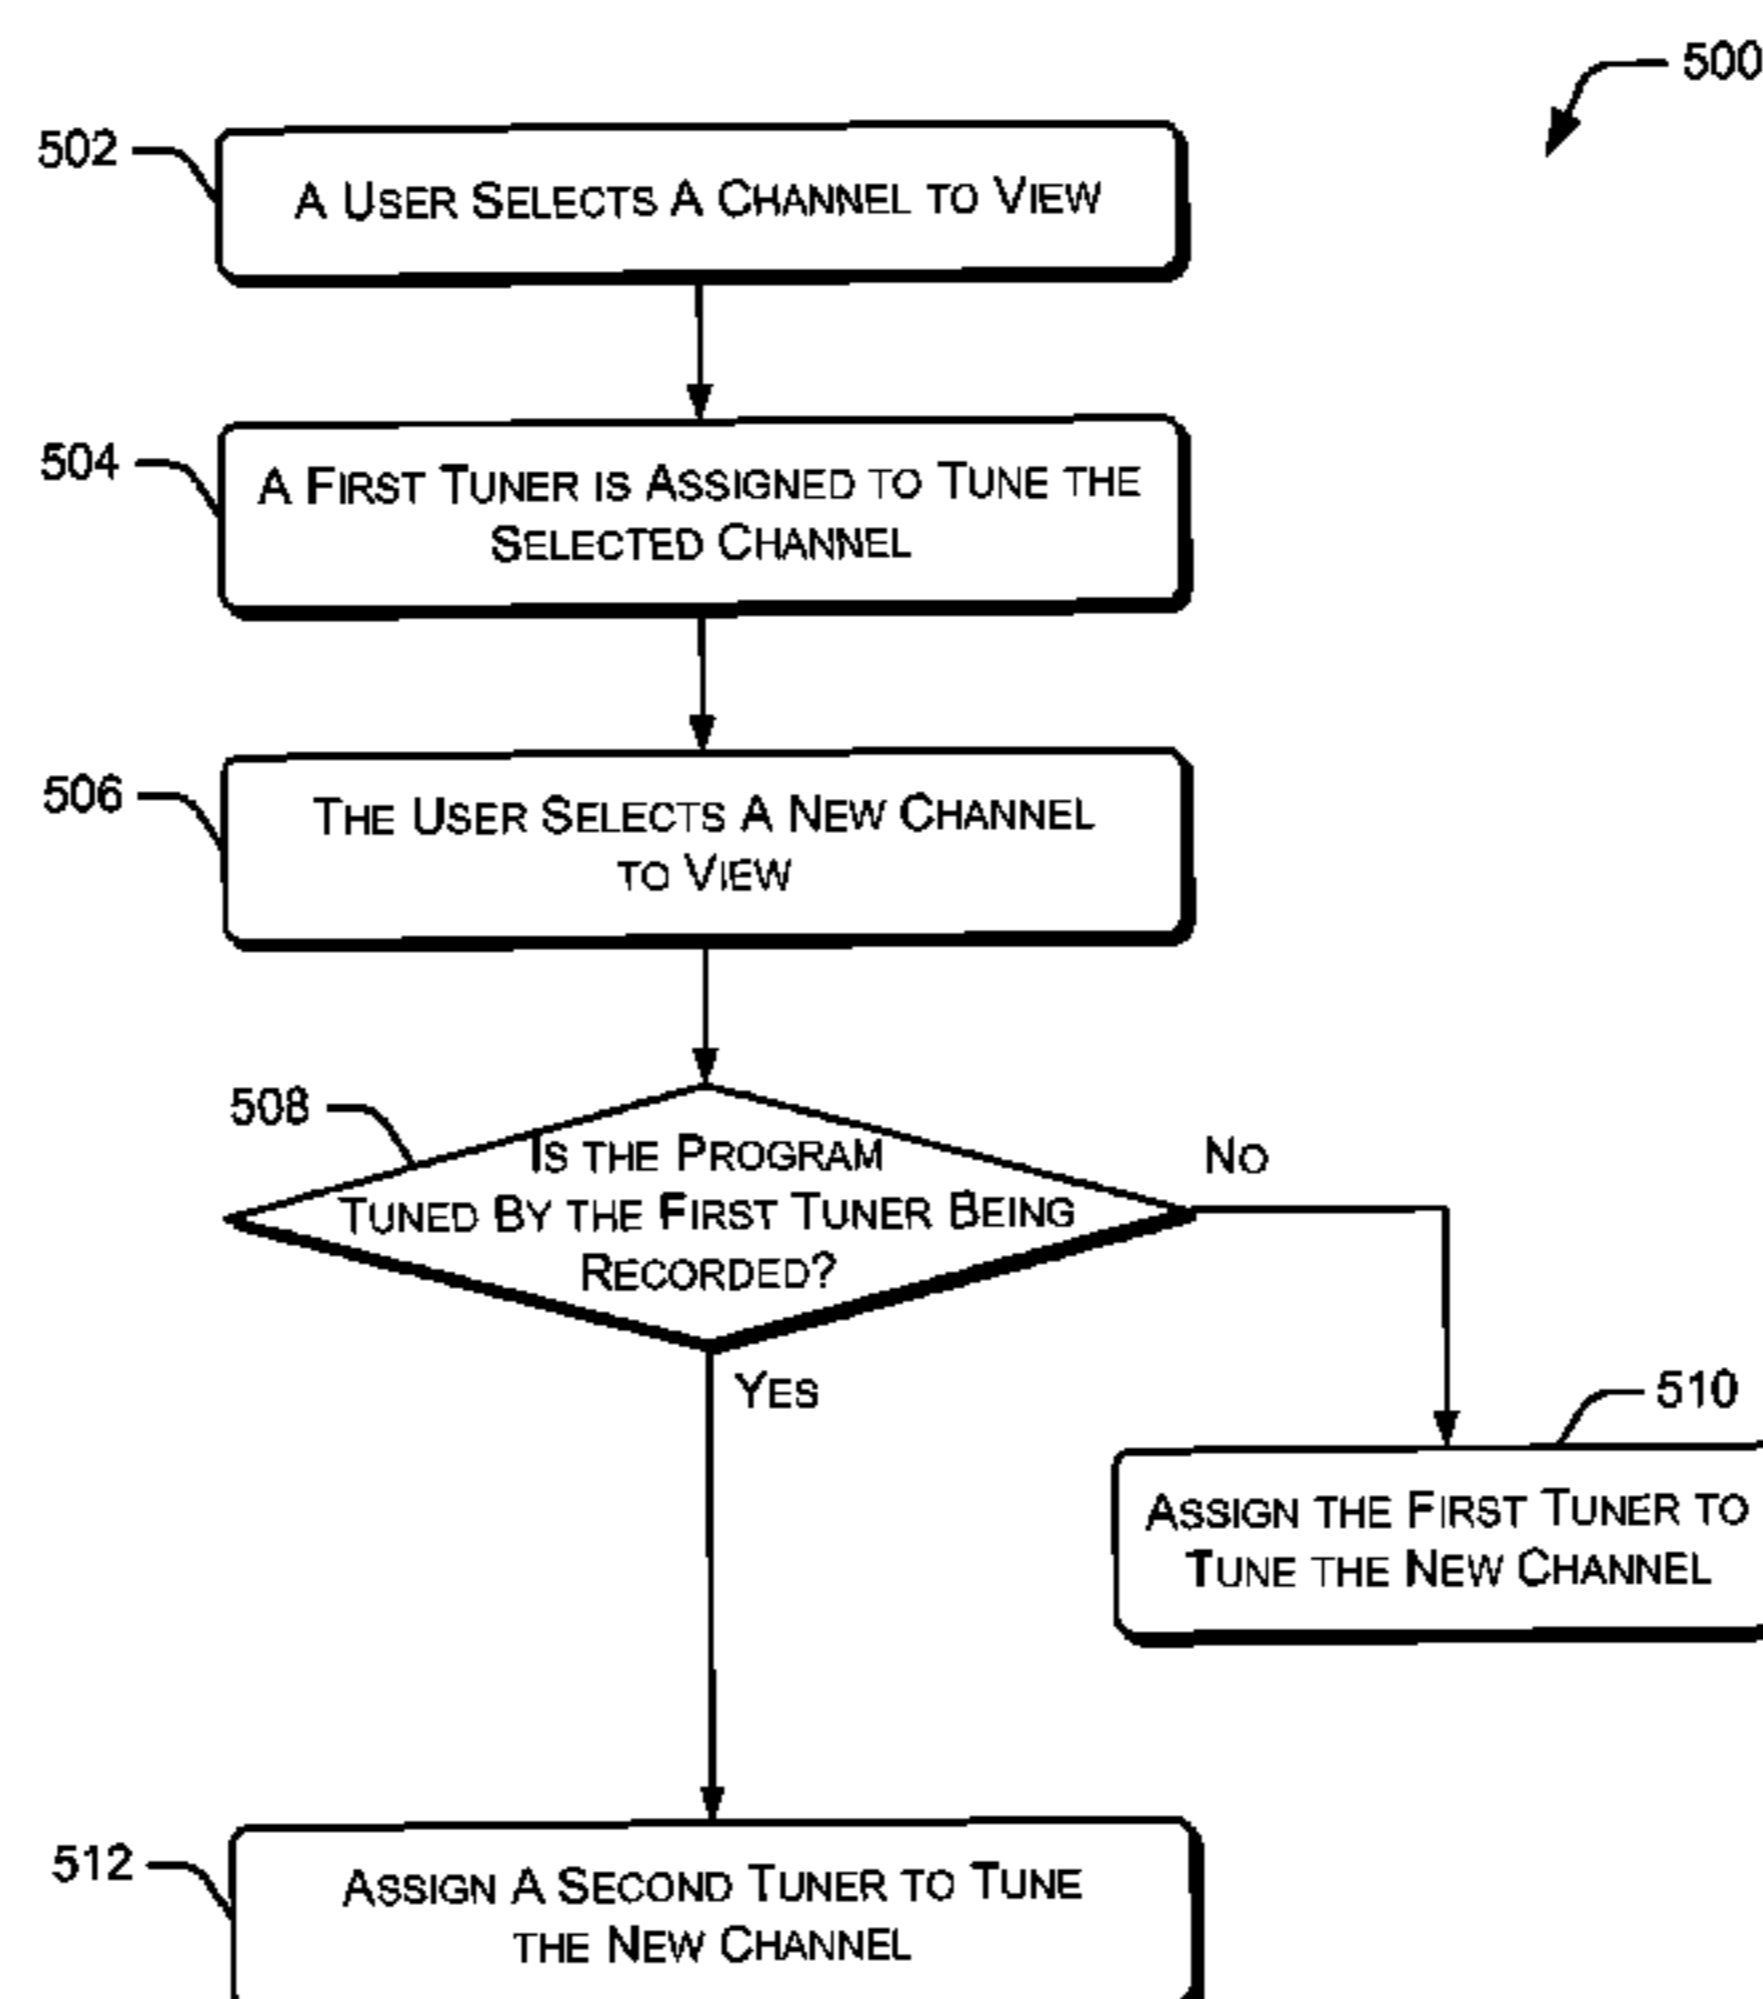 500
502
A USER SELECTS A CHANNEL TO VIEW
504
A FIRST TUNER IS ASSIGNED TO TUNE THE
SELECTED CHANNEL
506
THE USER SELECTS A NEW CHANNEL
TO VIEW
508
IS THE PROGRAM
TUNED BY THE FIRST TUNER BEING
RECORDED?
NO
YES
510
ASSIGN THE FIRST TUNER TO
TUNE THE NEW CHANNEL
512
ASSIGN A SECOND TUNER TO TUNE
THE NEW CHANNEL